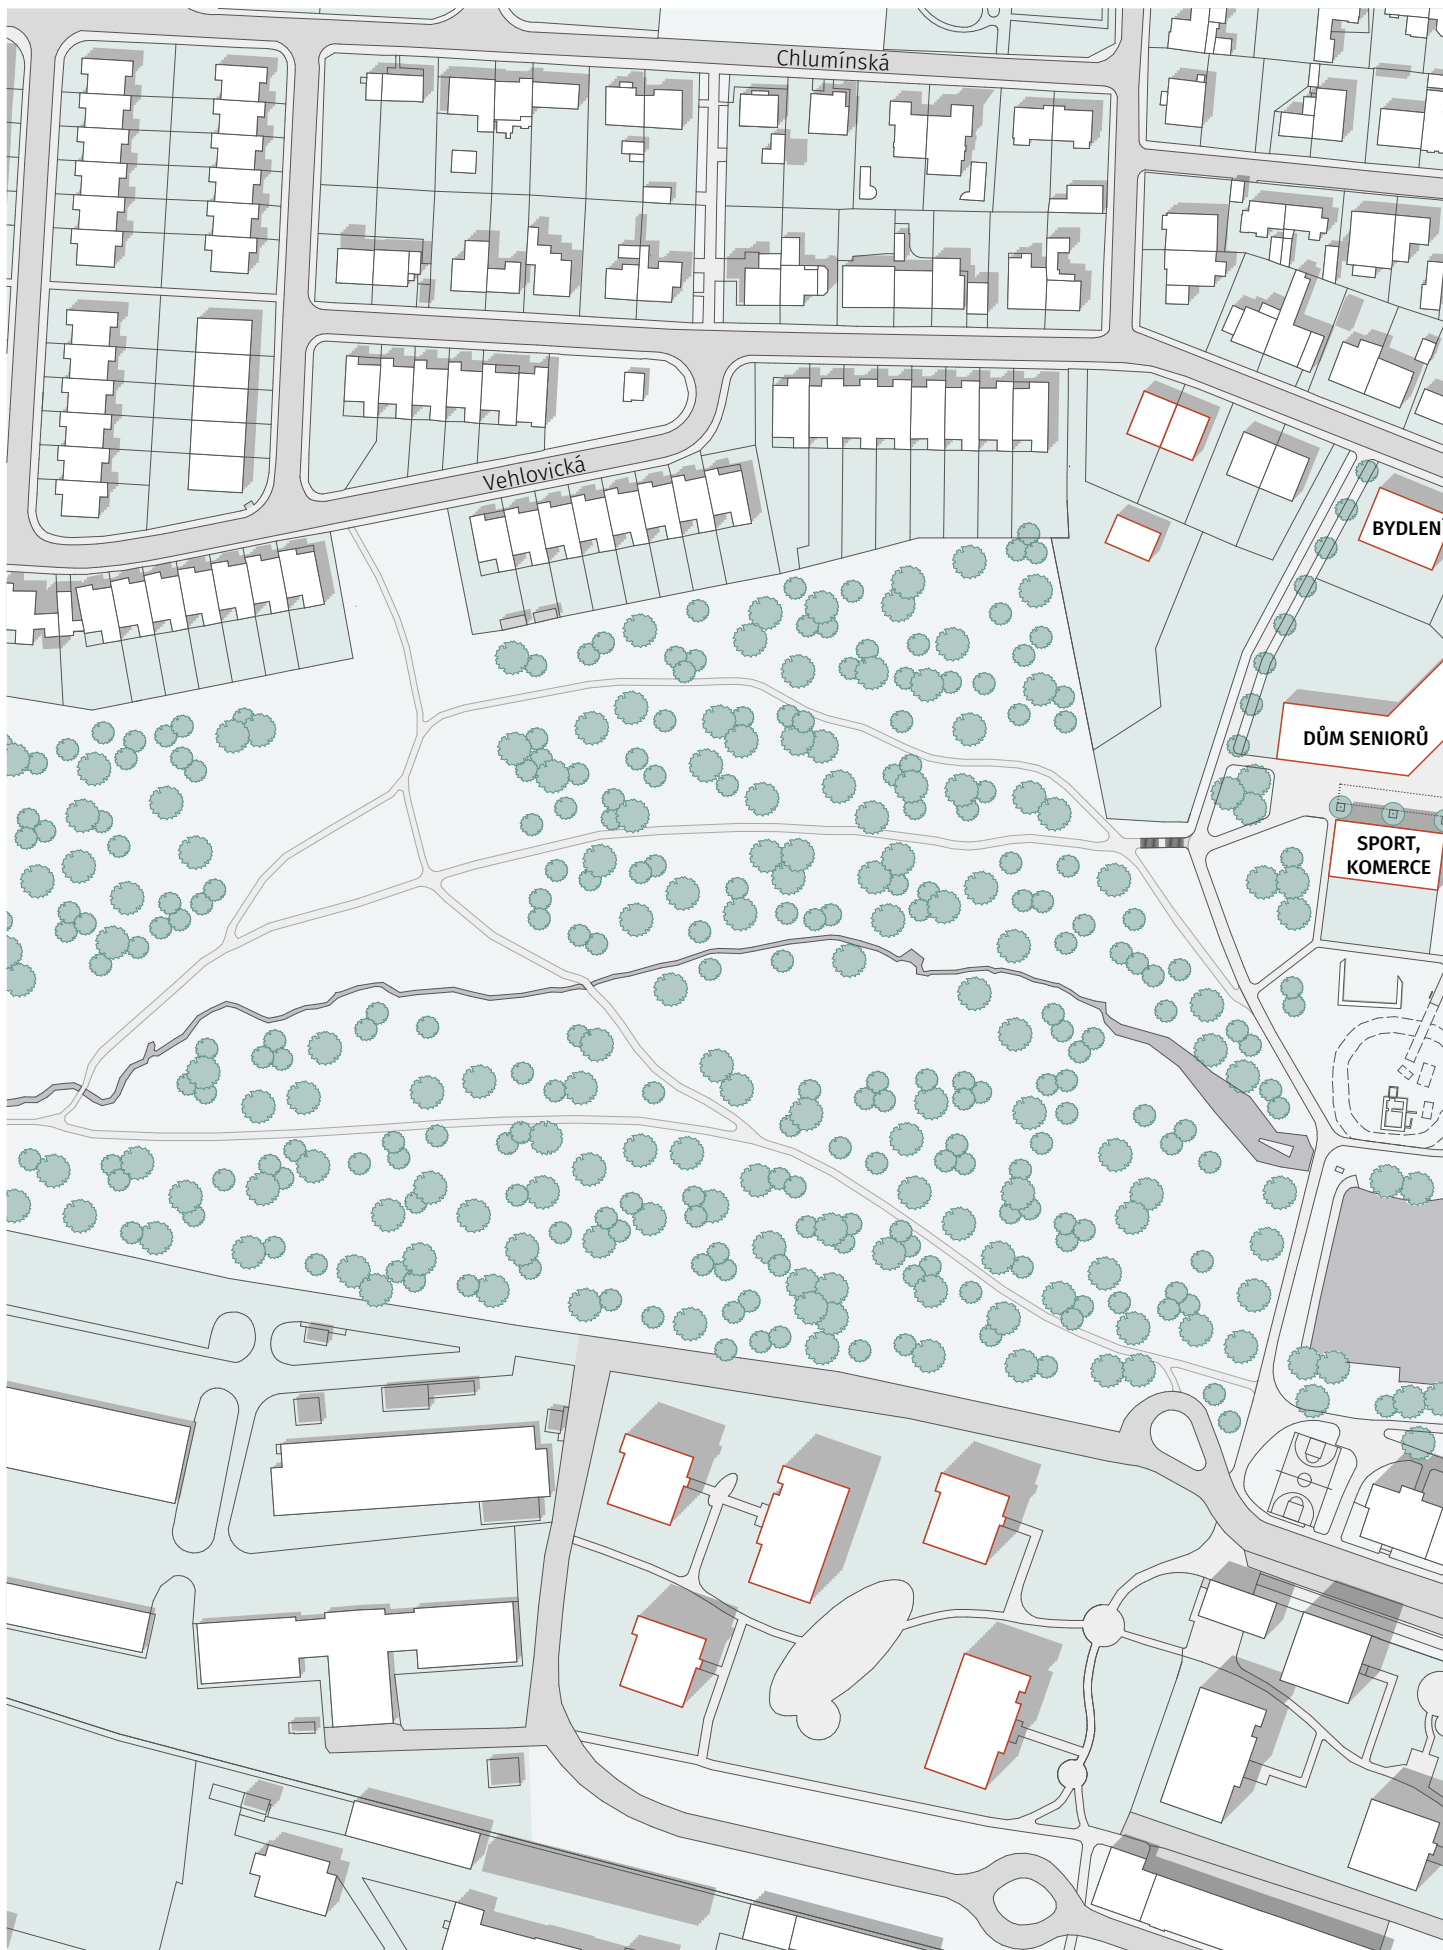 Chlumínská
Vehlovická
BYDLEN
DŮM SENIORŮ
SPORT,
KOMERCE